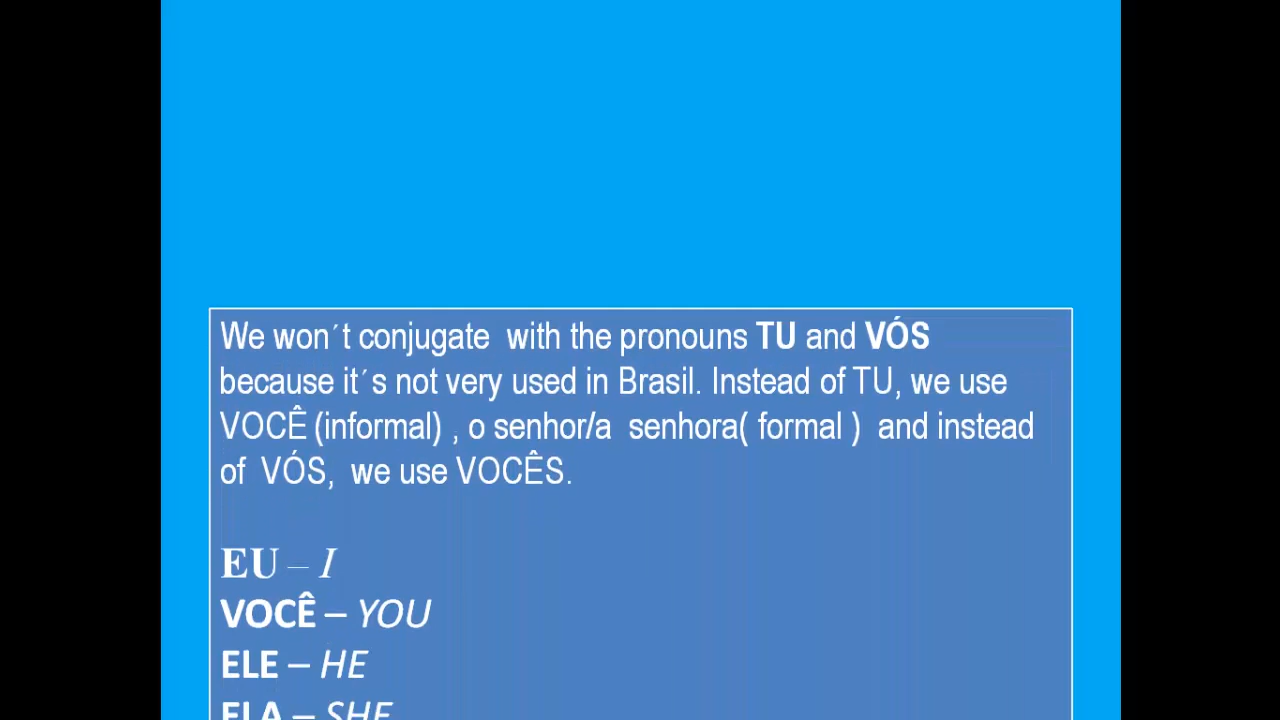 We won´t conjugate with the pronouns TU and VÓS
because it´s not very used in Brasil. Instead of TU, we use
VOCÊ (informal) , o senhor/a senhora( formal ) and instead
of VÓS, we use VOCÊS.
EU – I
VOCÊ – YOU
ELE – HE
ELA – SHE